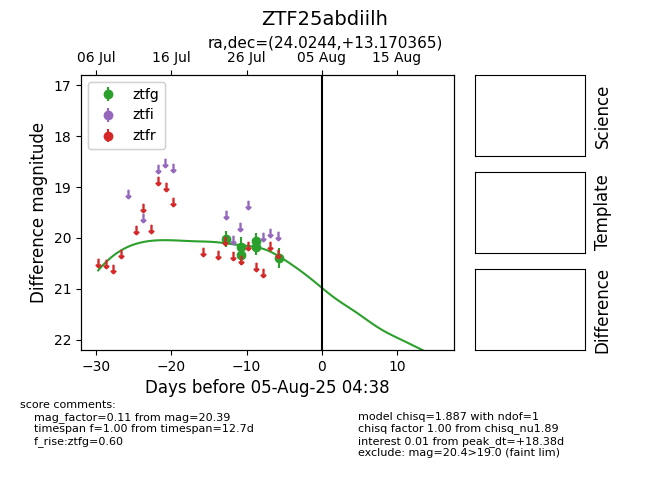 ZTF25abdiilh
ra,dec=(24.0244,+13.170365)
06 Jul 16 Jul 26 Jul 05 Aug 15 Aug
ztfg
ztfi
ztfr
17
18
19
20
21
22
Difference magnitude
−30 −20 −10 0 10
Days before 05-Aug-25 04:38
Science
Template
Difference
score comments:
mag_factor=0.11 from mag=20.39
timespan f=1.00 from timespan=12.7d
f_rise:ztfg=0.60
model chisq=1.887 with ndof=1
chisq factor 1.00 from chisq_nu1.89
interest 0.01 from peak_dt=+18.38d
exclude: mag=20.4>19.0 (faint lim)